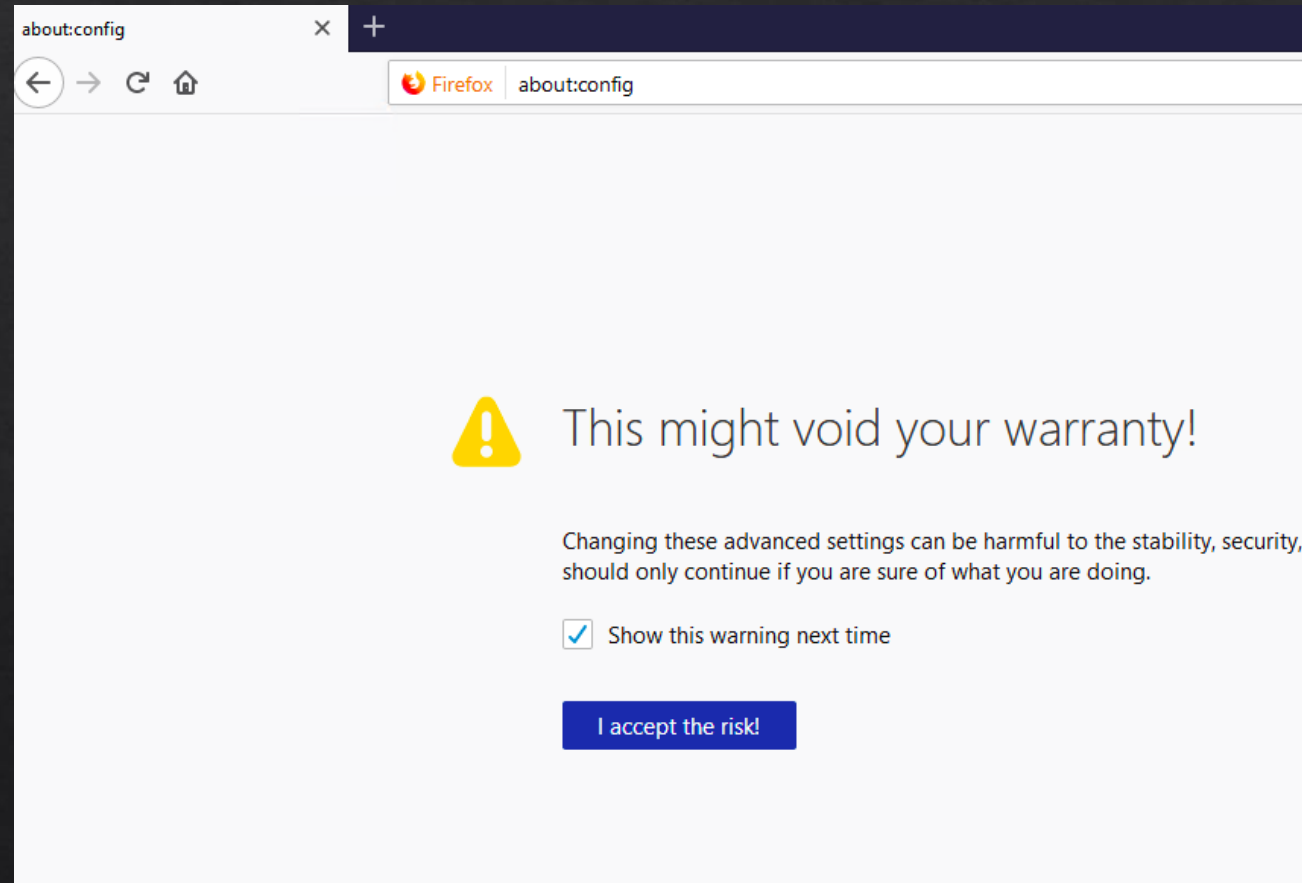 about:config
Firefox about:config
This might void your warranty!
Changing these advanced settings can be harmful to the stability, security,
should only continue if you are sure of what you are doing.
Show this warning next time
I accept the risk!